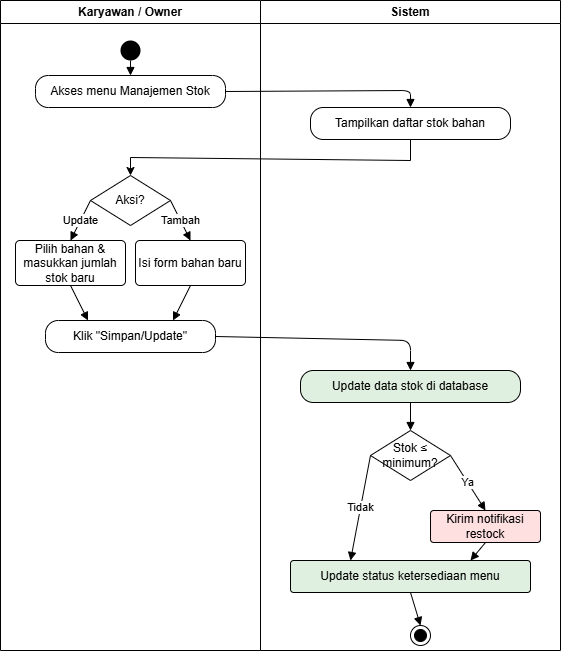 Karyawan / Owner
Sistem
Akses menu Manajemen Stok
Tampilkan daftar stok bahan
Aksi?
Update
Tambah
Pilih bahan &
masukkan jumlah
stok baru
Isi form bahan baru
Klik "Simpan/Update"
Update data stok di database
Stok ≤
minimum?
Ya
Tidak
Kirim notifikasi
restock
Update status ketersediaan menu